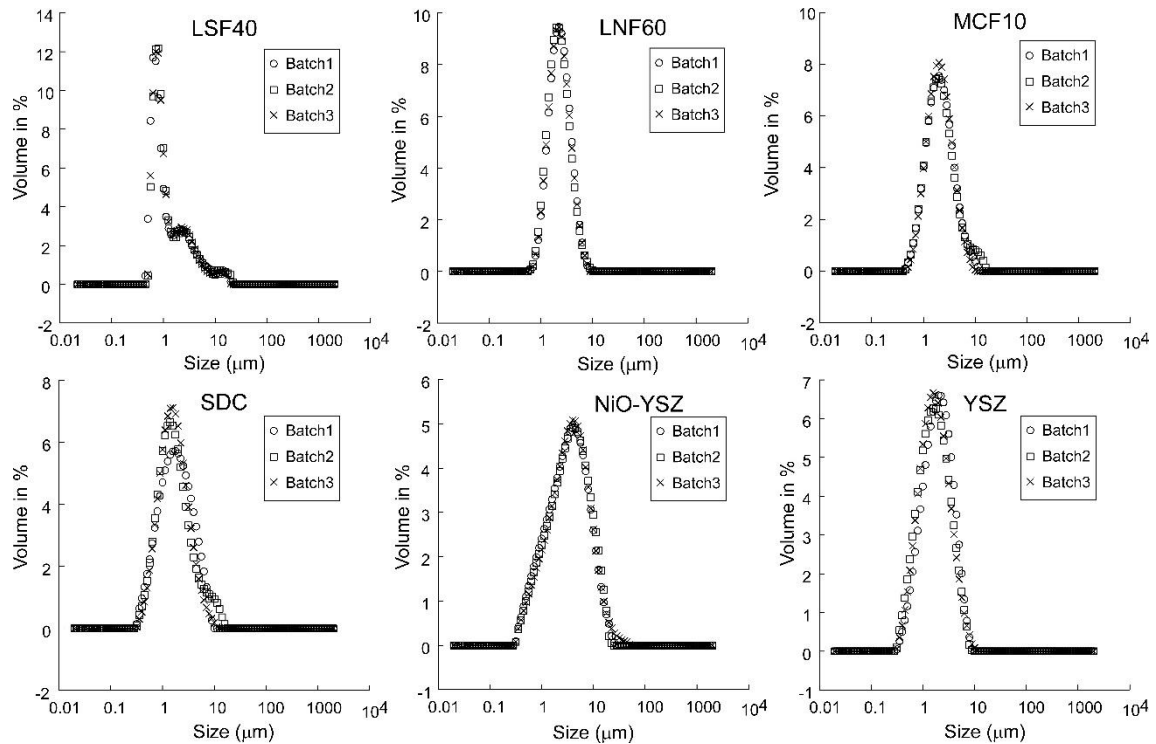 LSF40
Volume in %
14
12
10
8
6
4
2
0
-2
Batch1
Batch2
Batch3
0.01 0.1 1 10 100 1000 10⁴
Size (μm)
LNF60
Volume in %
10
8
6
4
2
0
-2
Batch1
Batch2
Batch3
0.01 0.1 1 10 100 1000 10⁴
Size (μm)
MCF10
Volume in %
10
8
6
4
2
0
-2
Batch1
Batch2
Batch3
0.01 0.1 1 10 100 1000 10⁴
Size (μm)
SDC
Volume in %
8
6
4
2
0
-2
Batch1
Batch2
Batch3
0.01 0.1 1 10 100 1000 10⁴
Size (μm)
NiO-YSZ
Volume in %
6
5
4
3
2
1
0
-1
Batch1
Batch2
Batch3
0.01 0.1 1 10 100 1000 10⁴
Size (μm)
YSZ
Volume in %
7
6
5
4
3
2
1
0
-1
Batch1
Batch2
Batch3
0.01 0.1 1 10 100 1000 10⁴
Size (μm)